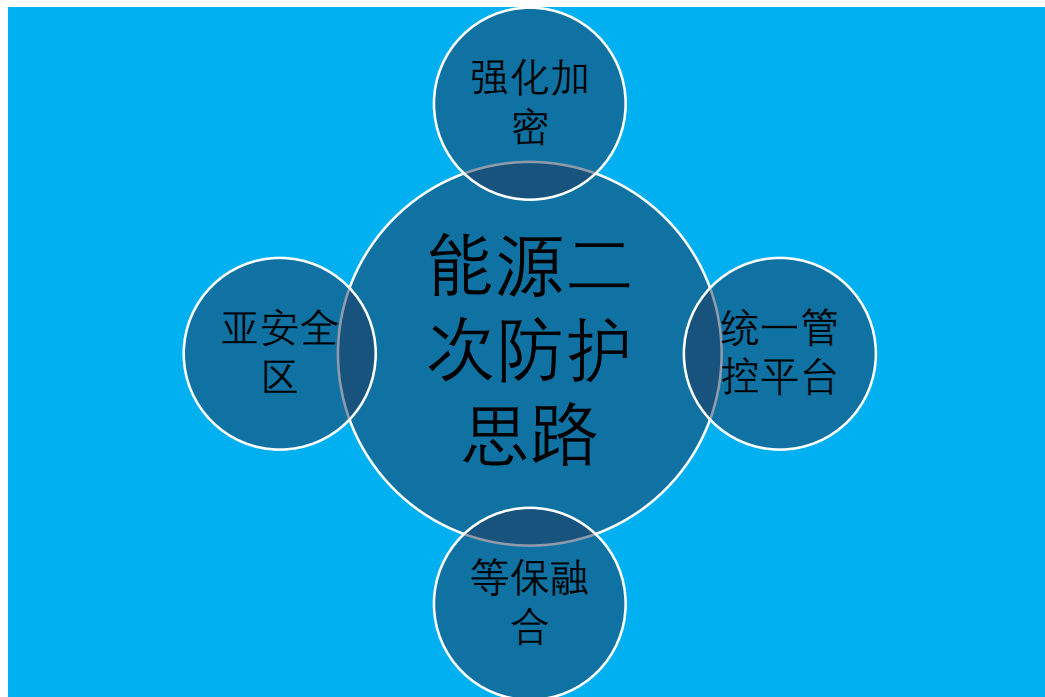 强化加
密
能源二
次防护
思路
亚安全
区
统一管
控平台
等保融
合